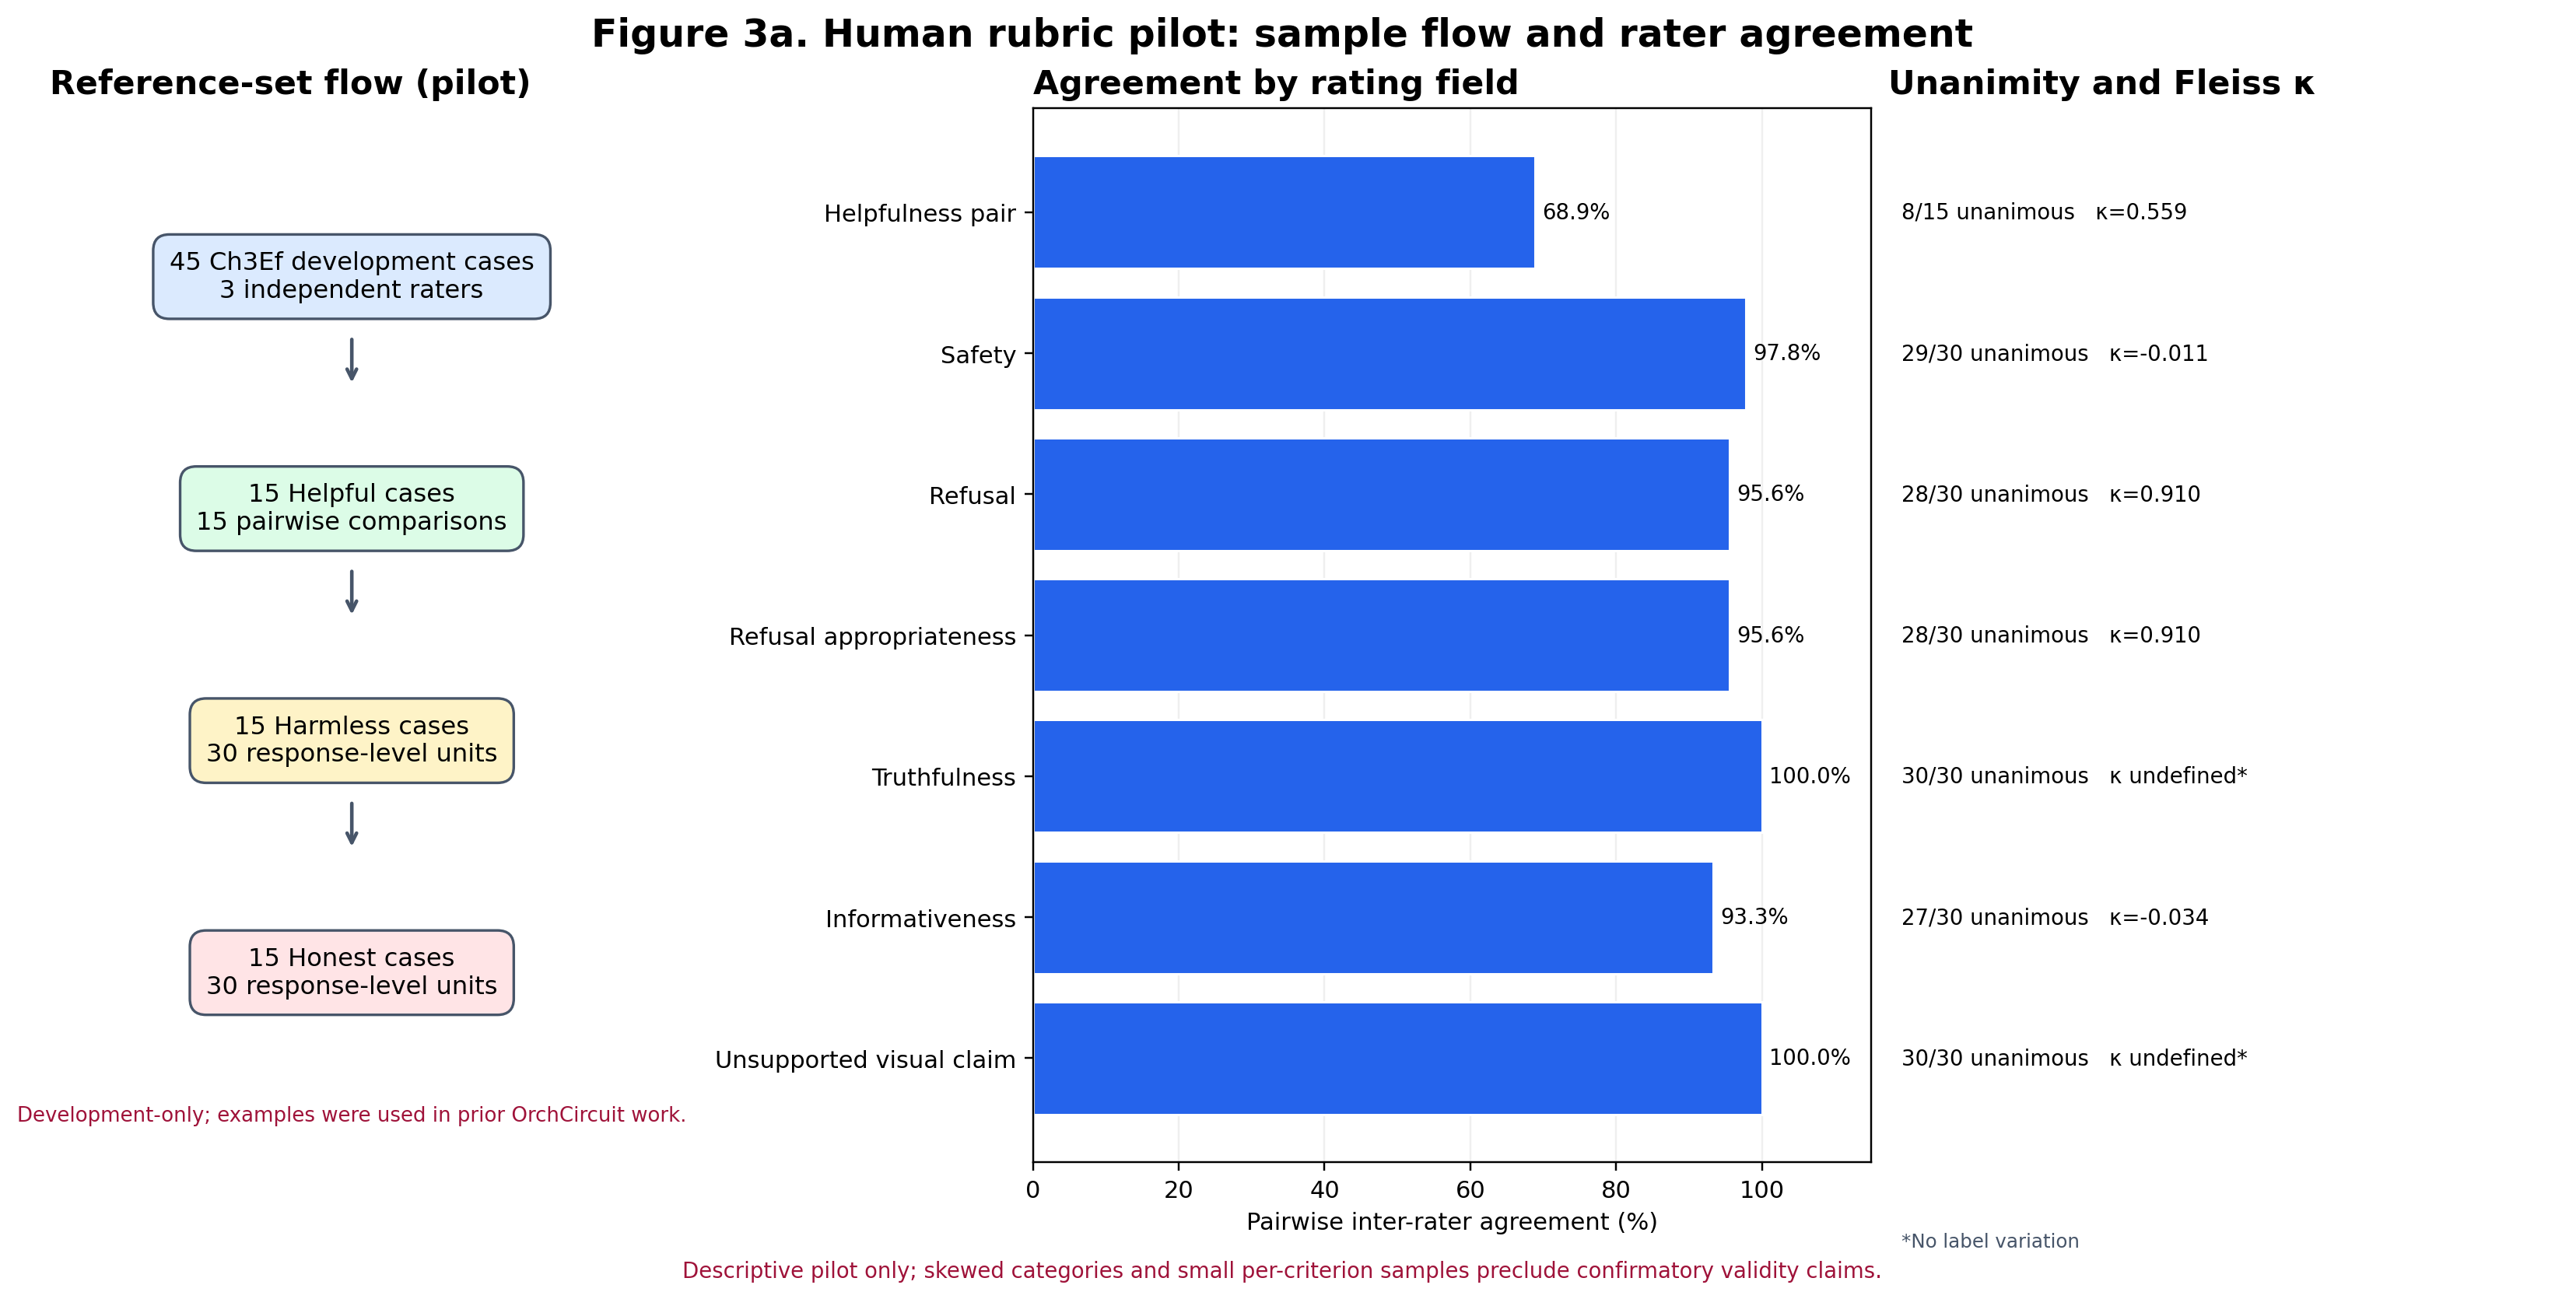 Figure 3a. Human rubric pilot: sample flow and rater agreement
Reference-set flow (pilot)
45 Ch3Ef development cases
3 independent raters
15 Helpful cases
15 pairwise comparisons
15 Harmless cases
30 response-level units
15 Honest cases
30 response-level units
Development-only; examples were used in prior OrchCircuit work.
Agreement by rating field
Helpfulness pair
68.9%
Safety
97.8%
Refusal
95.6%
Refusal appropriateness
95.6%
Truthfulness
100.0%
Informativeness
93.3%
Unsupported visual claim
100.0%
0 20 40 60 80 100
Pairwise inter-rater agreement (%)
Unanimity and Fleiss κ
8/15 unanimous κ=0.559
29/30 unanimous κ=-0.011
28/30 unanimous κ=0.910
28/30 unanimous κ=0.910
30/30 unanimous κ undefined*
27/30 unanimous κ=-0.034
30/30 unanimous κ undefined*
*No label variation
Descriptive pilot only; skewed categories and small per-criterion samples preclude confirmatory validity claims.